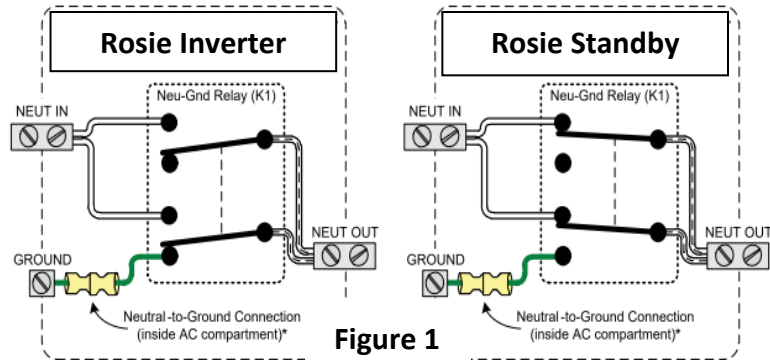 Rosie Inverter
Neu-Gnd Relay (K1)
NEUT IN
NEUT OUT
GROUND
Neutral-to-Ground Connection
(inside AC compartment)*
Rosie Standby
Neu-Gnd Relay (K1)
NEUT IN
NEUT OUT
GROUND
Neutral-to-Ground Connection
(inside AC compartment)*
Figure 1